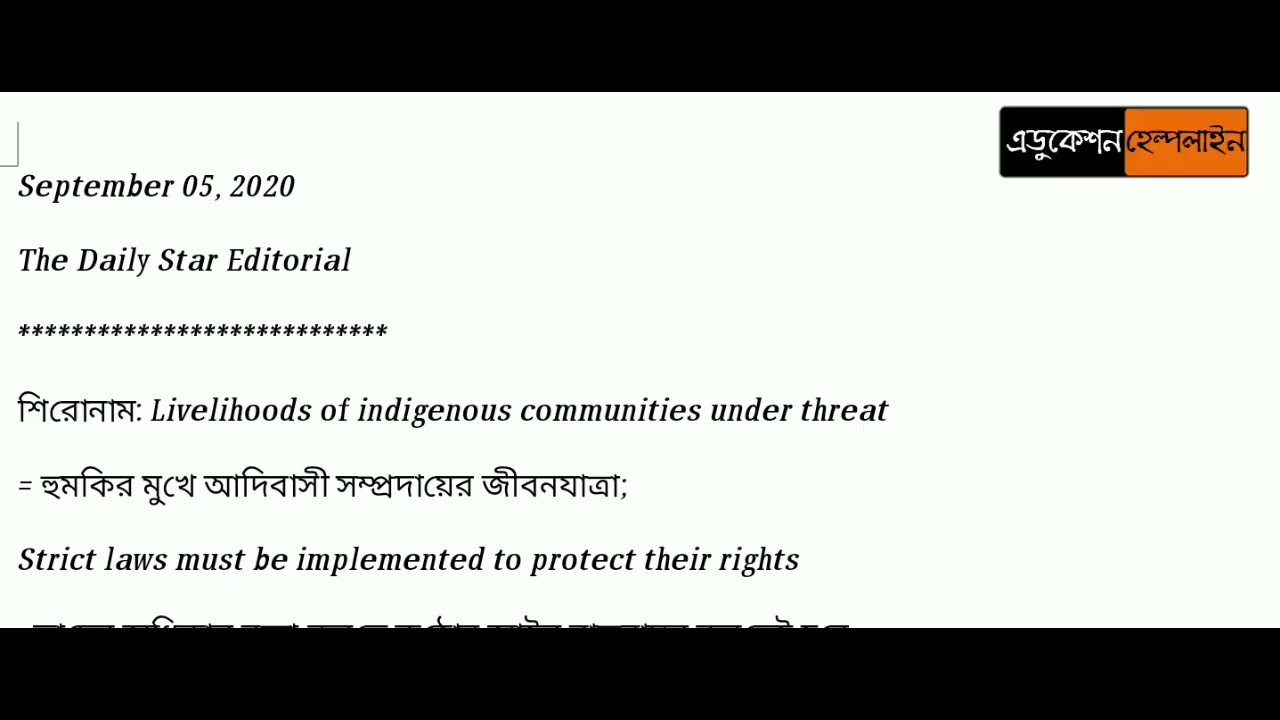 এডুকেশন হেল্পলাইন
September 05, 2020
The Daily Star Editorial
****************************
শিরোনাম: Livelihoods of indigenous communities under threat
= হুমকির মুখে আদিবাসী সম্প্রদায়ের জীবনযাত্রা;
Strict laws must be implemented to protect their rights